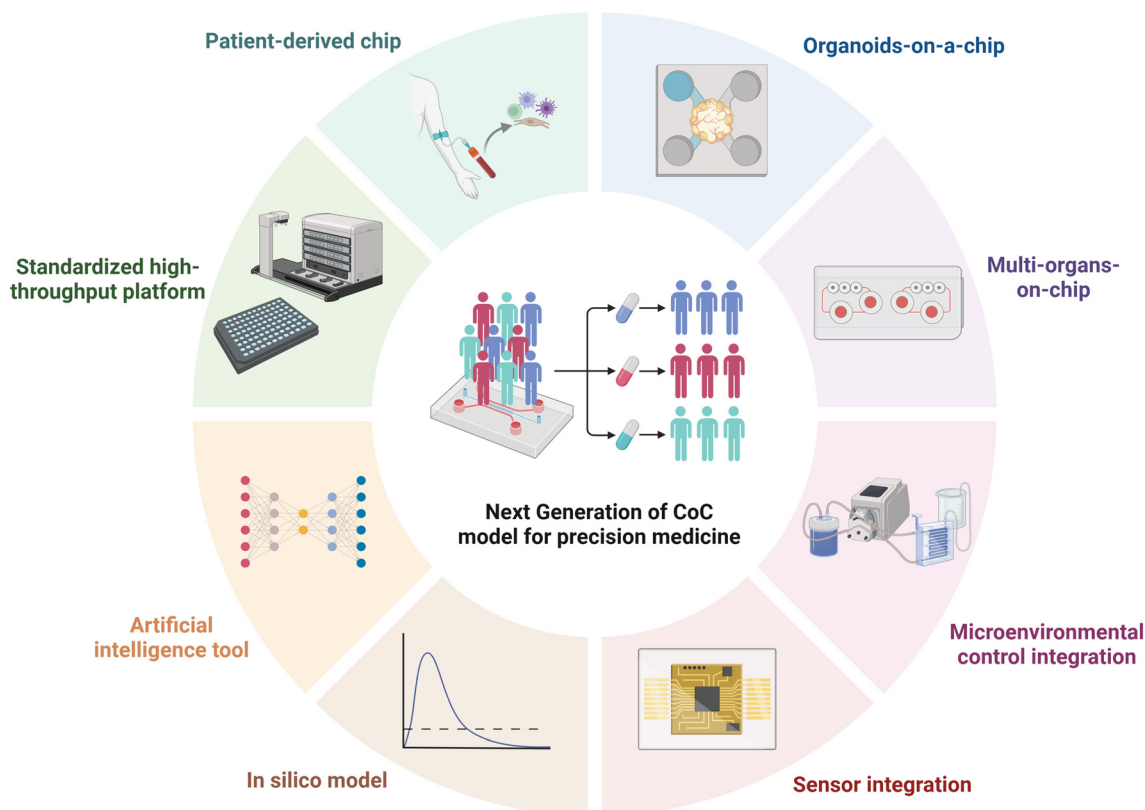 Patient-derived chip
Organoids-on-a-chip
Standardized high-
throughput platform
Multi-organs-
on-chip
Next Generation of CoC
model for precision medicine
Artificial
intelligence tool
Microenvironmental
control integration
In silico model
Sensor integration